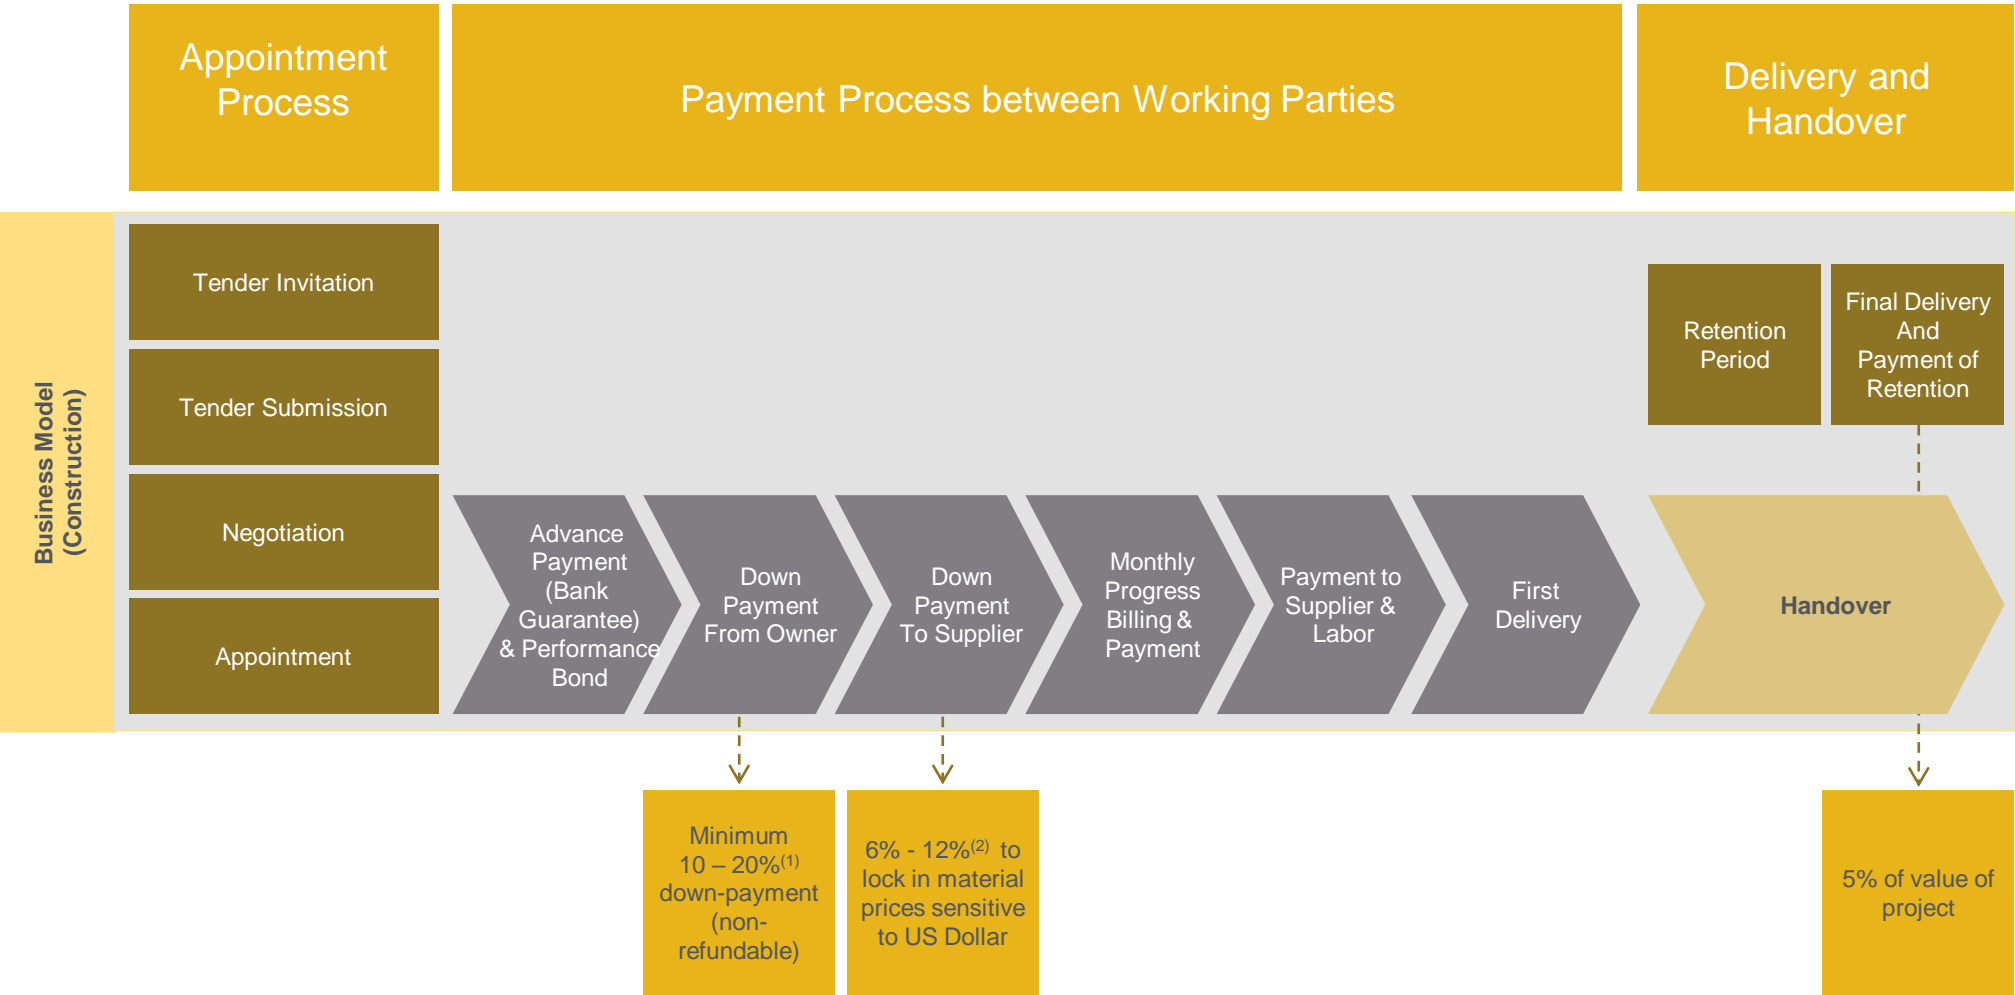 Appointment
Process
Payment Process between Working Parties
Delivery and
Handover
Business Model
(Construction)
Tender Invitation
Tender Submission
Negotiation
Appointment
Advance
Payment
(Bank
Guarantee)
& Performance
Bond
Down
Payment
From Owner
Down
Payment
To Supplier
Monthly
Progress
Billing &
Payment
Payment to
Supplier &
Labor
First
Delivery
Retention
Period
Final Delivery
And
Payment of
Retention
Handover
Minimum
10 – 20%(1)
down-payment
(non-
refundable)
6% - 12%(2) to
lock in material
prices sensitive
to US Dollar
5% of value of
project